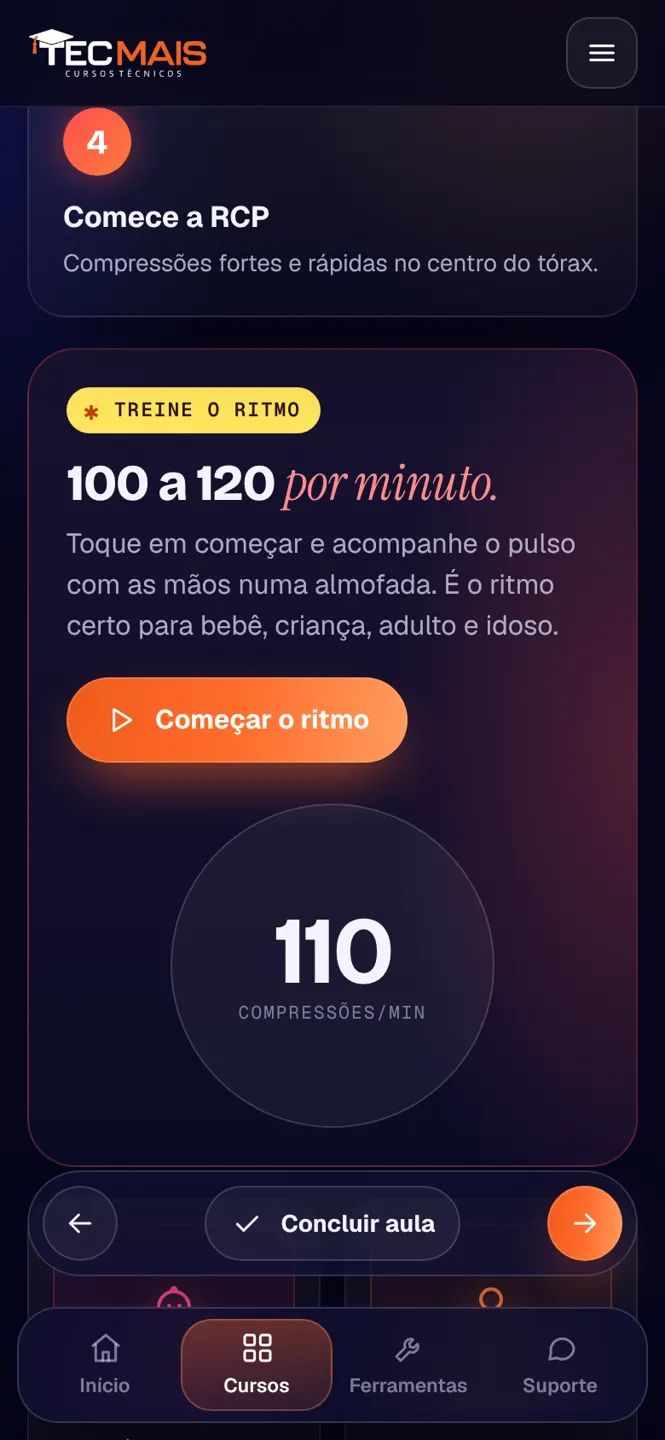 TECMAIS
CURSOS TÉCNICOS
4
Comece a RCP
Compressões fortes e rápidas no centro do tórax.
* TREINE O RITMO
100 a 120 por minuto.
Toque em começar e acompanhe o pulso
com as mãos numa almofada. É o ritmo
certo para bebê, criança, adulto e idoso.
Começar o ritmo
110
COMPRESSÕES/MIN
Concluir aula
Início
Cursos
Ferramentas
Suporte